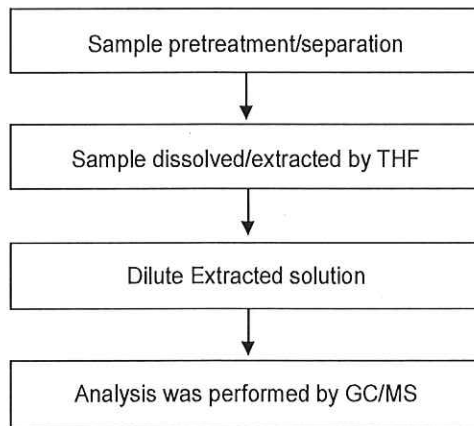 Sample pretreatment/separation
Sample dissolved/extracted by THF
Dilute Extracted solution
Analysis was performed by GC/MS